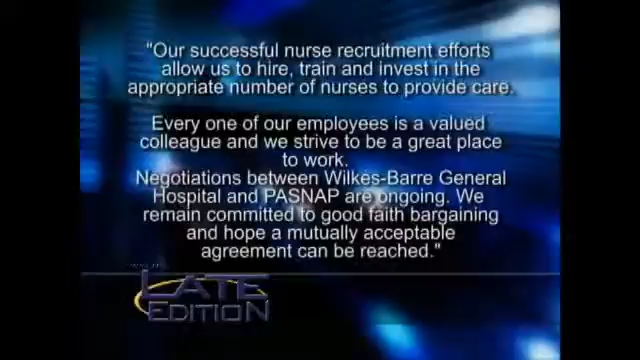 "Our successful nurse recruitment efforts
allow us to hire, train and invest in the
appropriate number of nurses to provide care.
Every one of our employees is a valued
colleague and we strive to be a great place
to work.
Negotiations between Wilkes-Barre General
Hospital and PASNAP are ongoing. We
remain committed to good faith bargaining
and hope a mutually acceptable
agreement can be reached."
LATE
EDITION